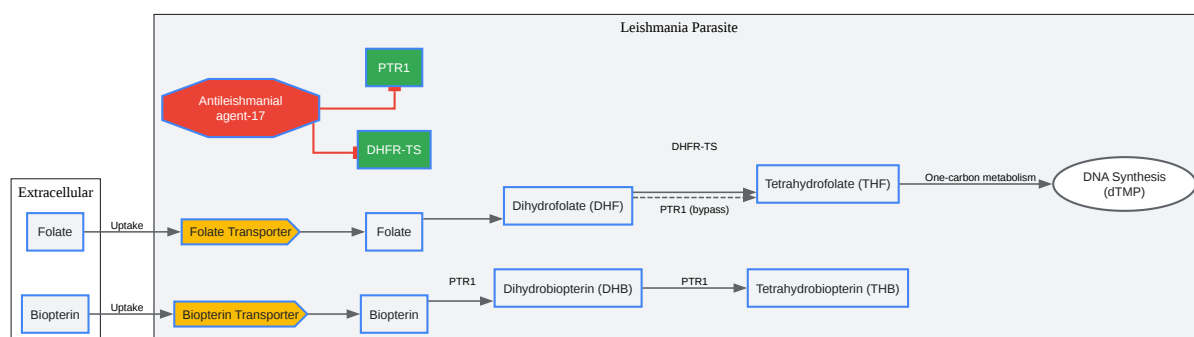 Leishmania Parasite
PTR1
Antileishmanial
agent-17
DHFR-TS
DHFR-TS
Extracellular
Folate
Uptake
Folate Transporter
Folate
Dihydrofolate (DHF)
PTR1 (bypass)
Tetrahydrofolate (THF)
One-carbon metabolism
DNA Synthesis
(dTMP)
Biopterin
Uptake
Biopterin Transporter
Biopterin
PTR1
Dihydrobiopterin (DHB)
PTR1
Tetrahydrobiopterin (THB)